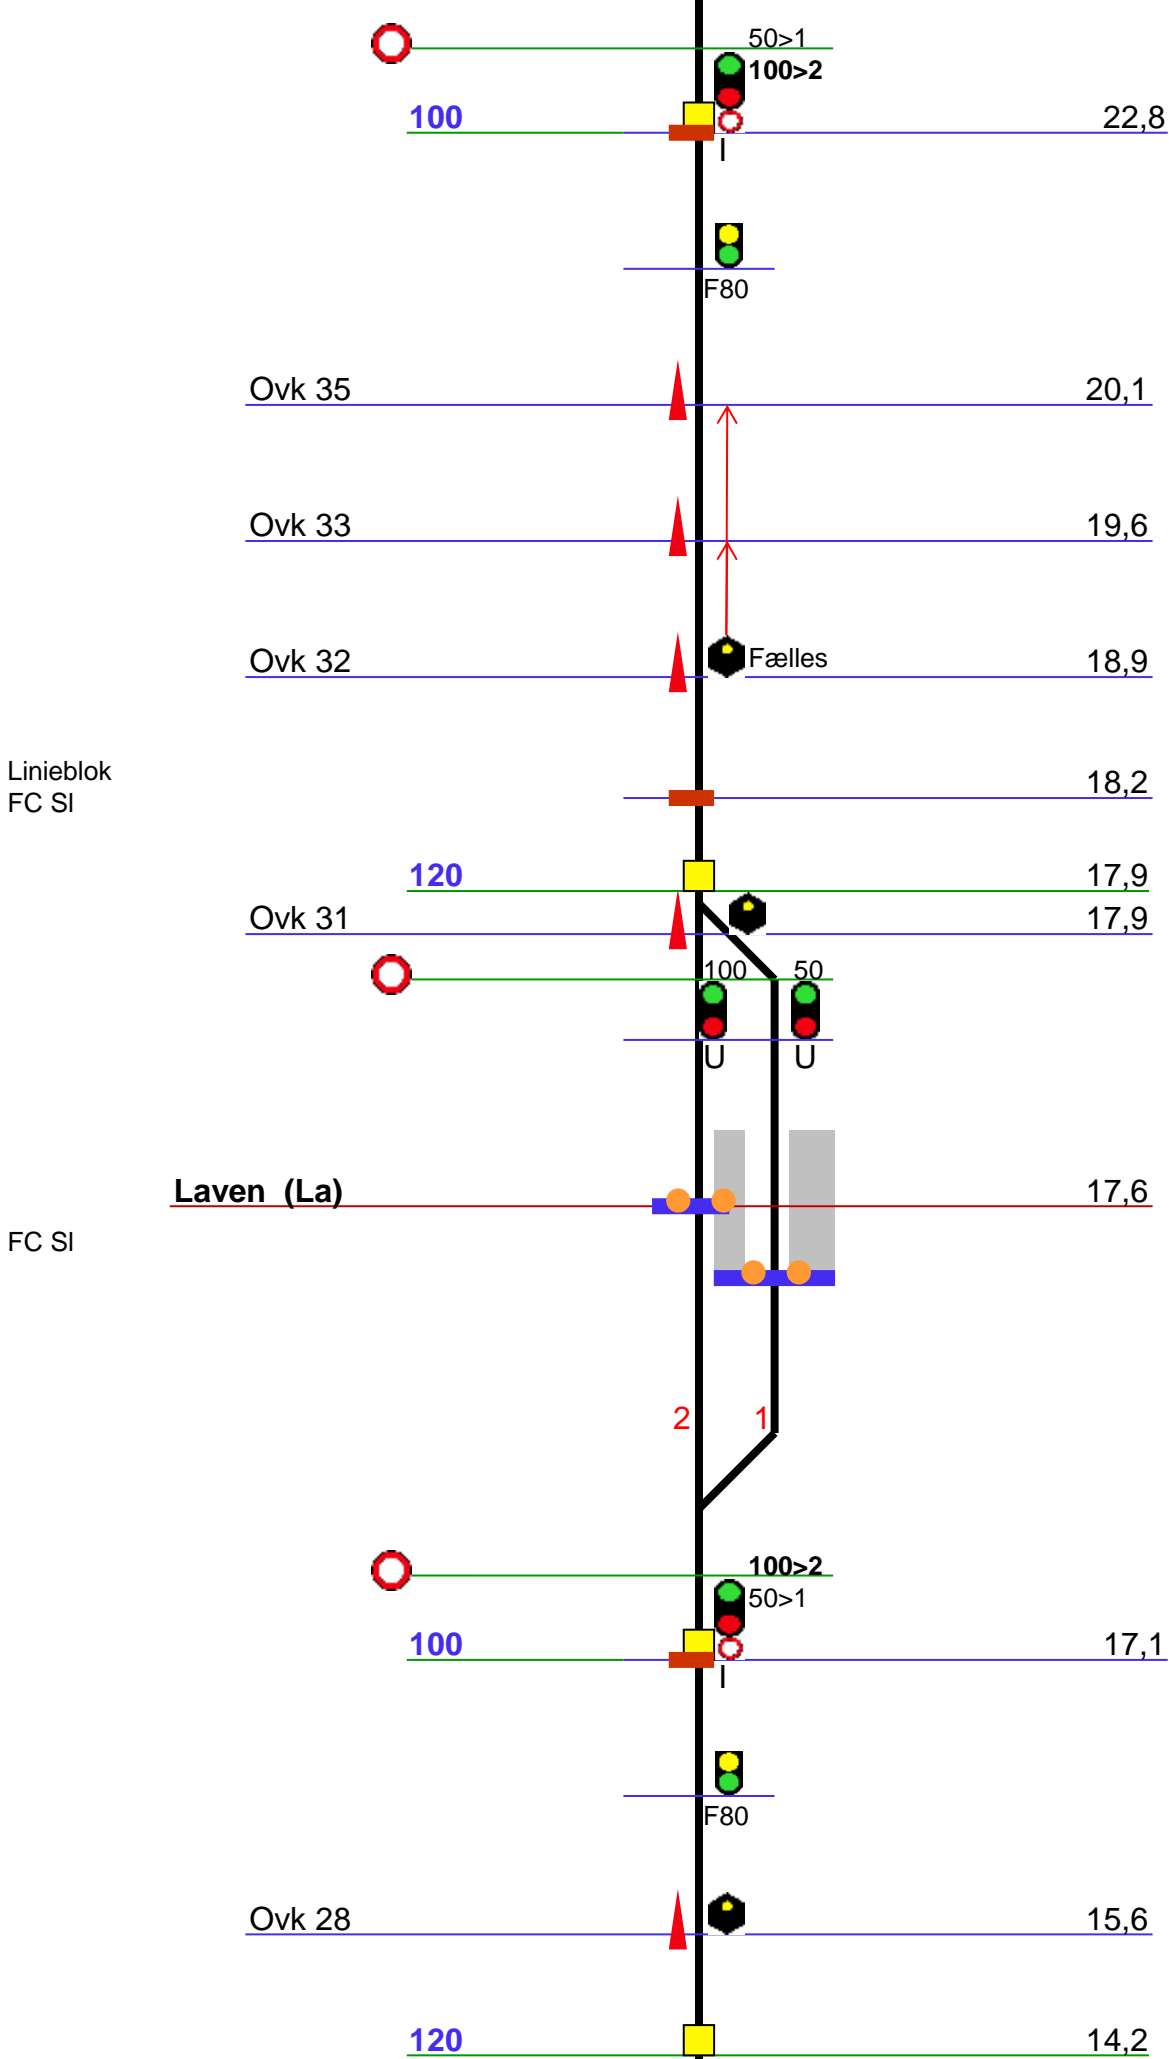 50>1
100>2
100 22,8
I
F80
Ovk 35 20,1
Ovk 33 19,6
Ovk 32 Fælles 18,9
Linieblok 18,2
FC SI
120 17,9
Ovk 31 17,9
100 50
U U
Laven (La) 17,6
FC SI
2 1
100>2
50>1
100 17,1
I
F80
Ovk 28 15,6
120 14,2